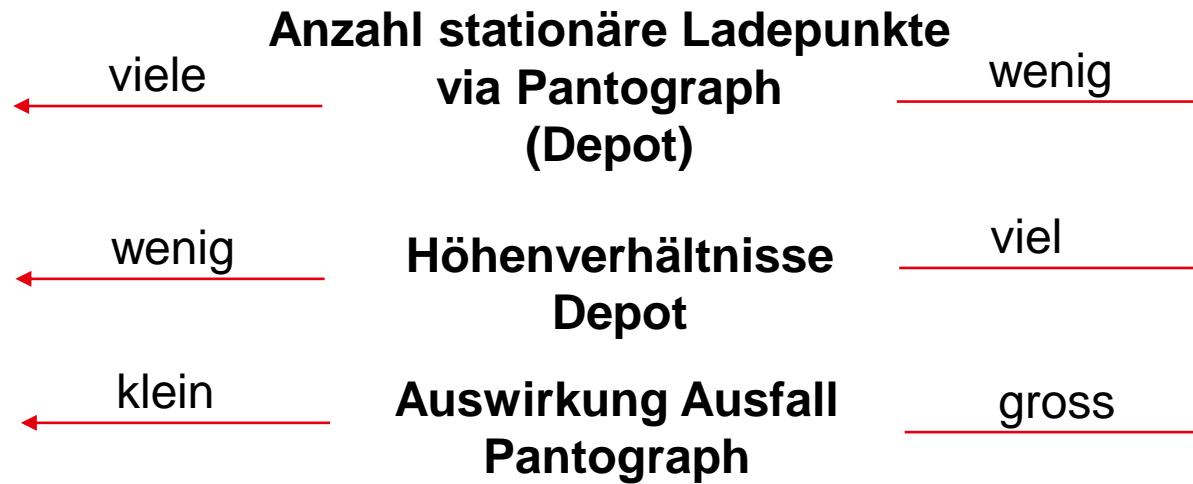 Anzahl stationäre Ladepunkte
viele via Pantograph wenig
(Depot)
wenig Höhenverhältnisse viel
Depot
klein Auswirkung Ausfall gross
Pantograph